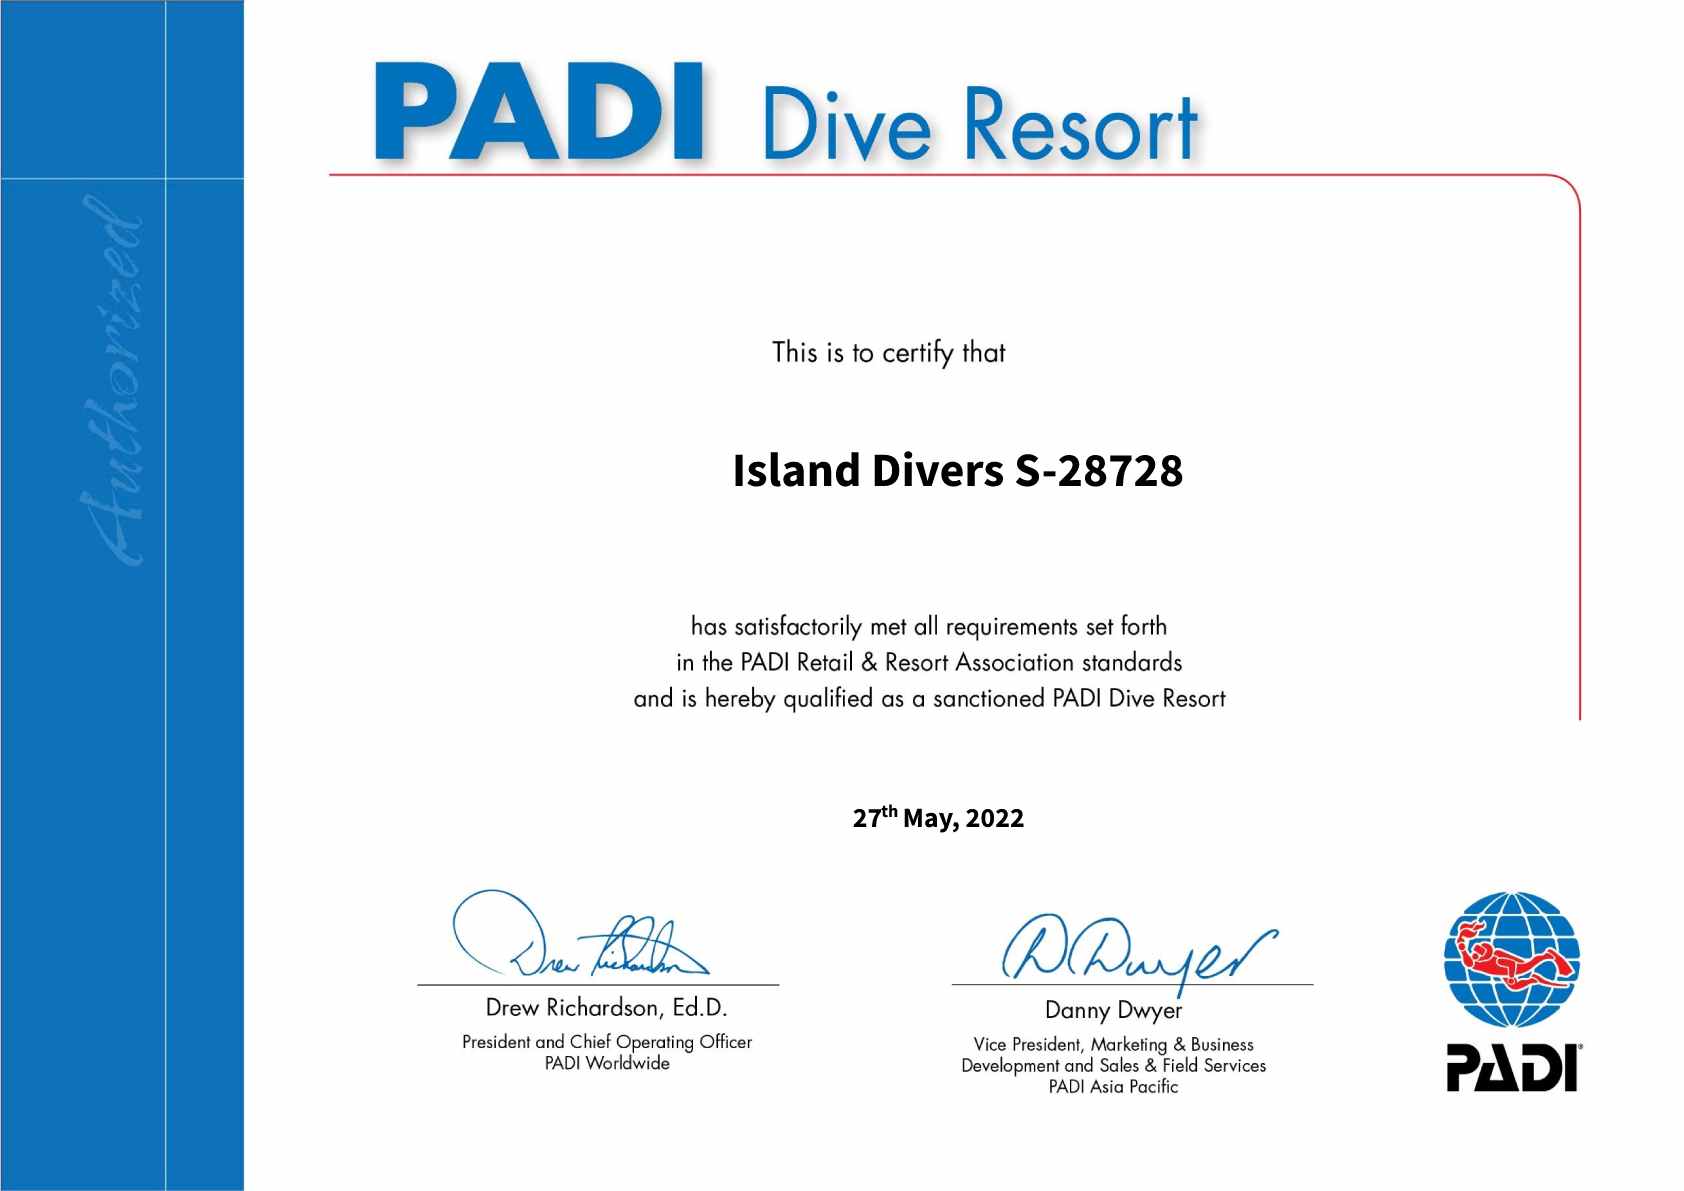 PADI Dive Resort
Authorized
This is to certify that
Island Divers S-28728
has satisfactorily met all requirements set forth
in the PADI Retail & Resort Association standards
and is hereby qualified as a sanctioned PADI Dive Resort
27th May, 2022
Drew Richardson
D Dwyer
Drew Richardson, Ed.D.
President and Chief Operating Officer
PADI Worldwide
Danny Dwyer
Vice President, Marketing & Business
Development and Sales & Field Services
PADI Asia Pacific
PADI®